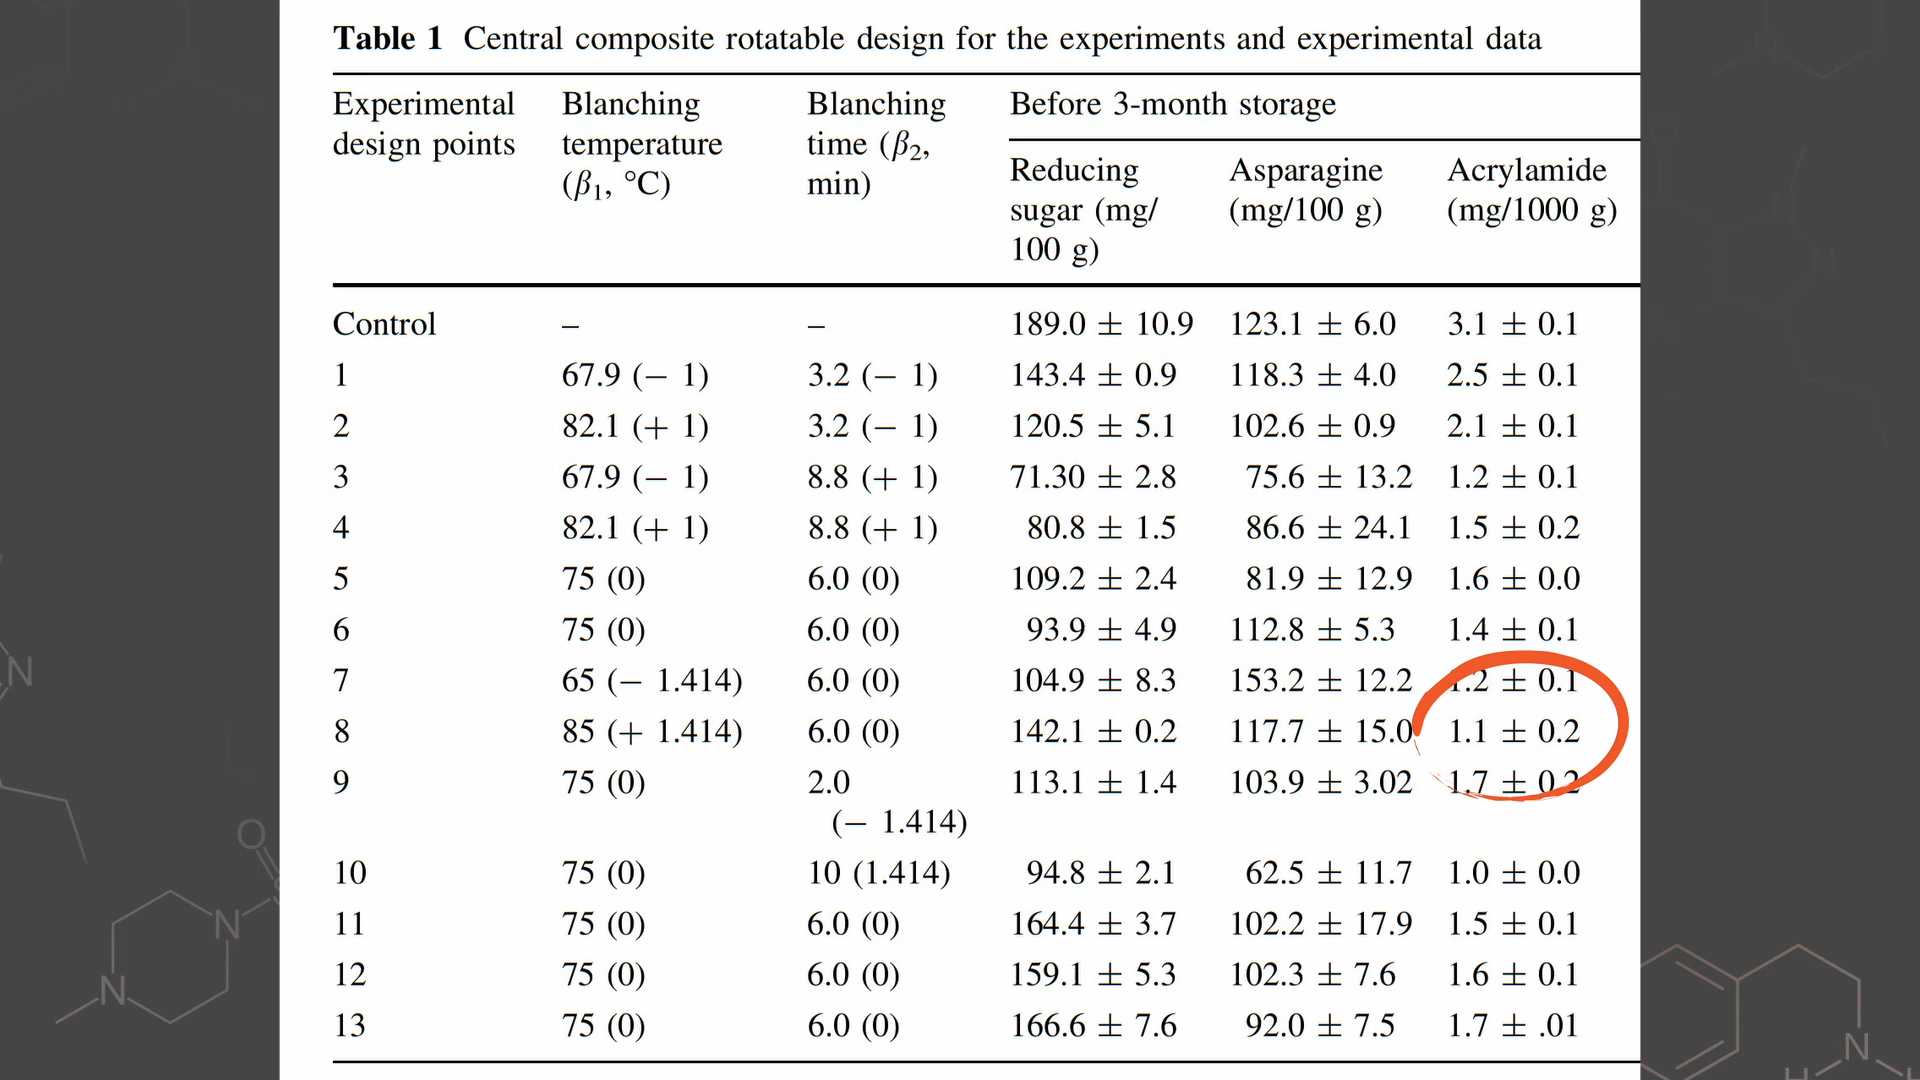 Table 1 Central composite rotatable design for the experiments and experimental data
Experimental design points Blanching temperature (β1, °C) Blanching time (β2, min) Before 3-month storage
Reducing sugar (mg/100 g) Asparagine (mg/100 g) Acrylamide (mg/1000 g)
Control – – 189.0 ± 10.9 123.1 ± 6.0 3.1 ± 0.1
1 67.9 (− 1) 3.2 (− 1) 143.4 ± 0.9 118.3 ± 4.0 2.5 ± 0.1
2 82.1 (+ 1) 3.2 (− 1) 120.5 ± 5.1 102.6 ± 0.9 2.1 ± 0.1
3 67.9 (− 1) 8.8 (+ 1) 71.30 ± 2.8 75.6 ± 13.2 1.2 ± 0.1
4 82.1 (+ 1) 8.8 (+ 1) 80.8 ± 1.5 86.6 ± 24.1 1.5 ± 0.2
5 75 (0) 6.0 (0) 109.2 ± 2.4 81.9 ± 12.9 1.6 ± 0.0
6 75 (0) 6.0 (0) 93.9 ± 4.9 112.8 ± 5.3 1.4 ± 0.1
7 65 (− 1.414) 6.0 (0) 104.9 ± 8.3 153.2 ± 12.2 1.2 ± 0.1
8 85 (+ 1.414) 6.0 (0) 142.1 ± 0.2 117.7 ± 15.0 1.1 ± 0.2
9 75 (0) 2.0 (− 1.414) 113.1 ± 1.4 103.9 ± 3.02 1.7 ± 0.2
10 75 (0) 10 (1.414) 94.8 ± 2.1 62.5 ± 11.7 1.0 ± 0.0
11 75 (0) 6.0 (0) 164.4 ± 3.7 102.2 ± 17.9 1.5 ± 0.1
12 75 (0) 6.0 (0) 159.1 ± 5.3 102.3 ± 7.6 1.6 ± 0.1
13 75 (0) 6.0 (0) 166.6 ± 7.6 92.0 ± 7.5 1.7 ± .01
N
O
N
N
N